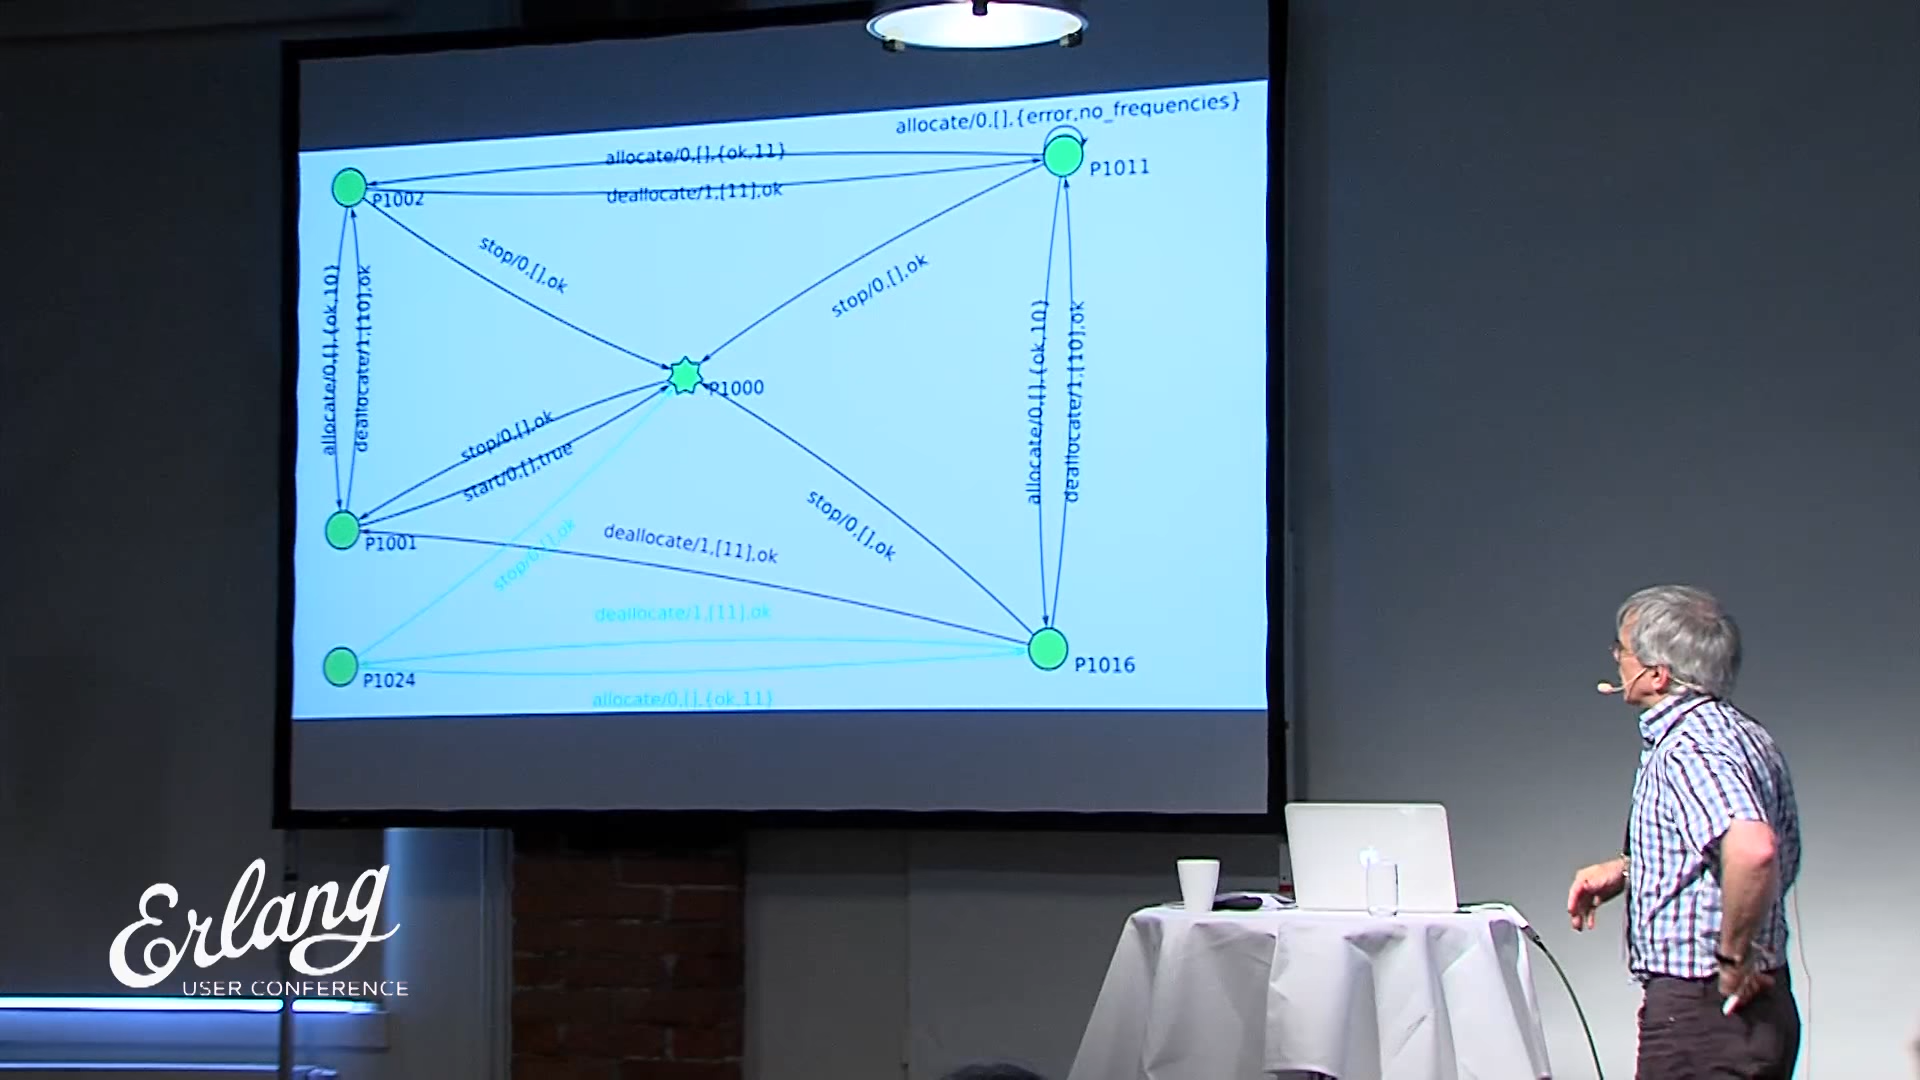 allocate/0,[],{error,no_frequencies}
allocate/0,[],{ok,11}
P1011
deallocate/1,[11],ok
P1002
stop/0,[],ok
stop/0,[],ok
allocate/0,[],{ok,10}
deallocate/1,[10],ok
allocate/0,[],{ok,10}
deallocate/1,[10],ok
P1000
stop/0,[],ok
start/0,[],true
stop/0,[],ok
P1001
deallocate/1,[11],ok
stop/0,[],ok
deallocate/1,[11],ok
P1016
P1024
allocate/0,[],{ok,11}
Erlang
USER CONFERENCE